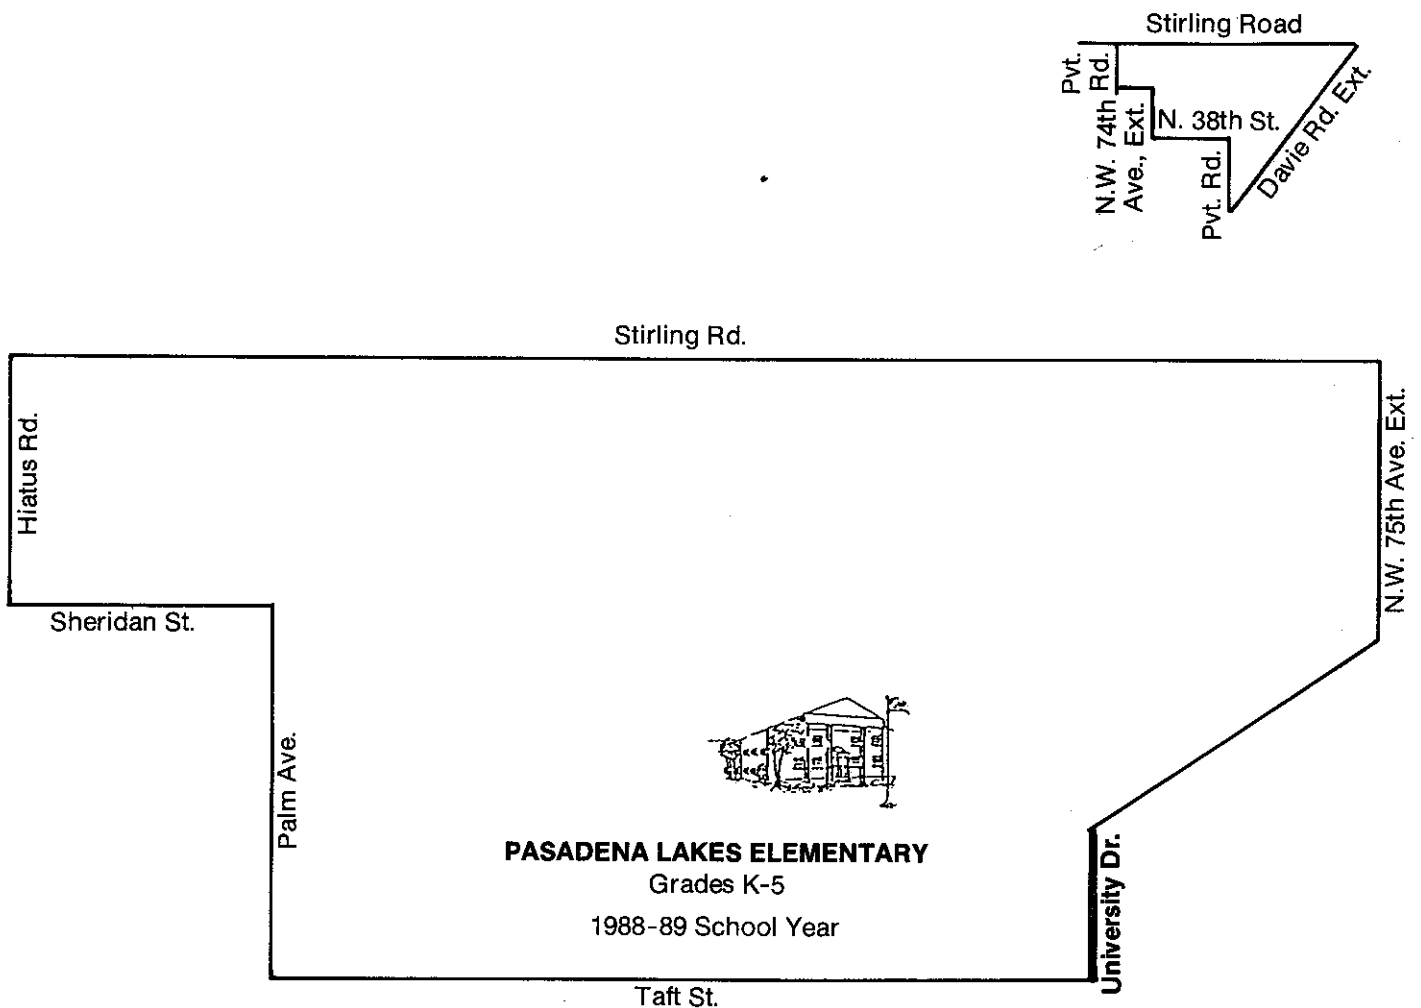 Stirling Road
Pvt.
Rd.
N.W. 74th
Ave., Ext.
N. 38th St.
Pvt. Rd.
Davie Rd. Ext.
Stirling Rd.
Hiatus Rd.
N.W. 75th Ave. Ext.
Sheridan St.
Palm Ave.
PASADENA LAKES ELEMENTARY
Grades K-5
1988-89 School Year
University Dr.
Taft St.